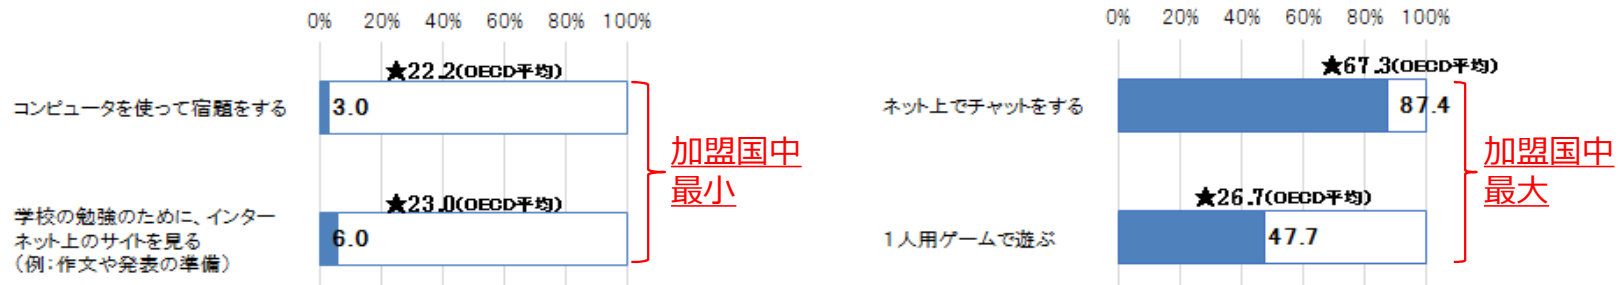 0% 20% 40% 60% 80% 100%
★22.2(OECD平均)
コンピュータを使って宿題をする
3.0
★23.0(OECD平均)
学校の勉強のために、インター
ネット上のサイトを見る
(例:作文や発表の準備)
6.0
加盟国中
最小
0% 20% 40% 60% 80% 100%
★67.3(OECD平均)
ネット上でチャットをする
87.4
★26.7(OECD平均)
1人用ゲームで遊ぶ
47.7
加盟国中
最大